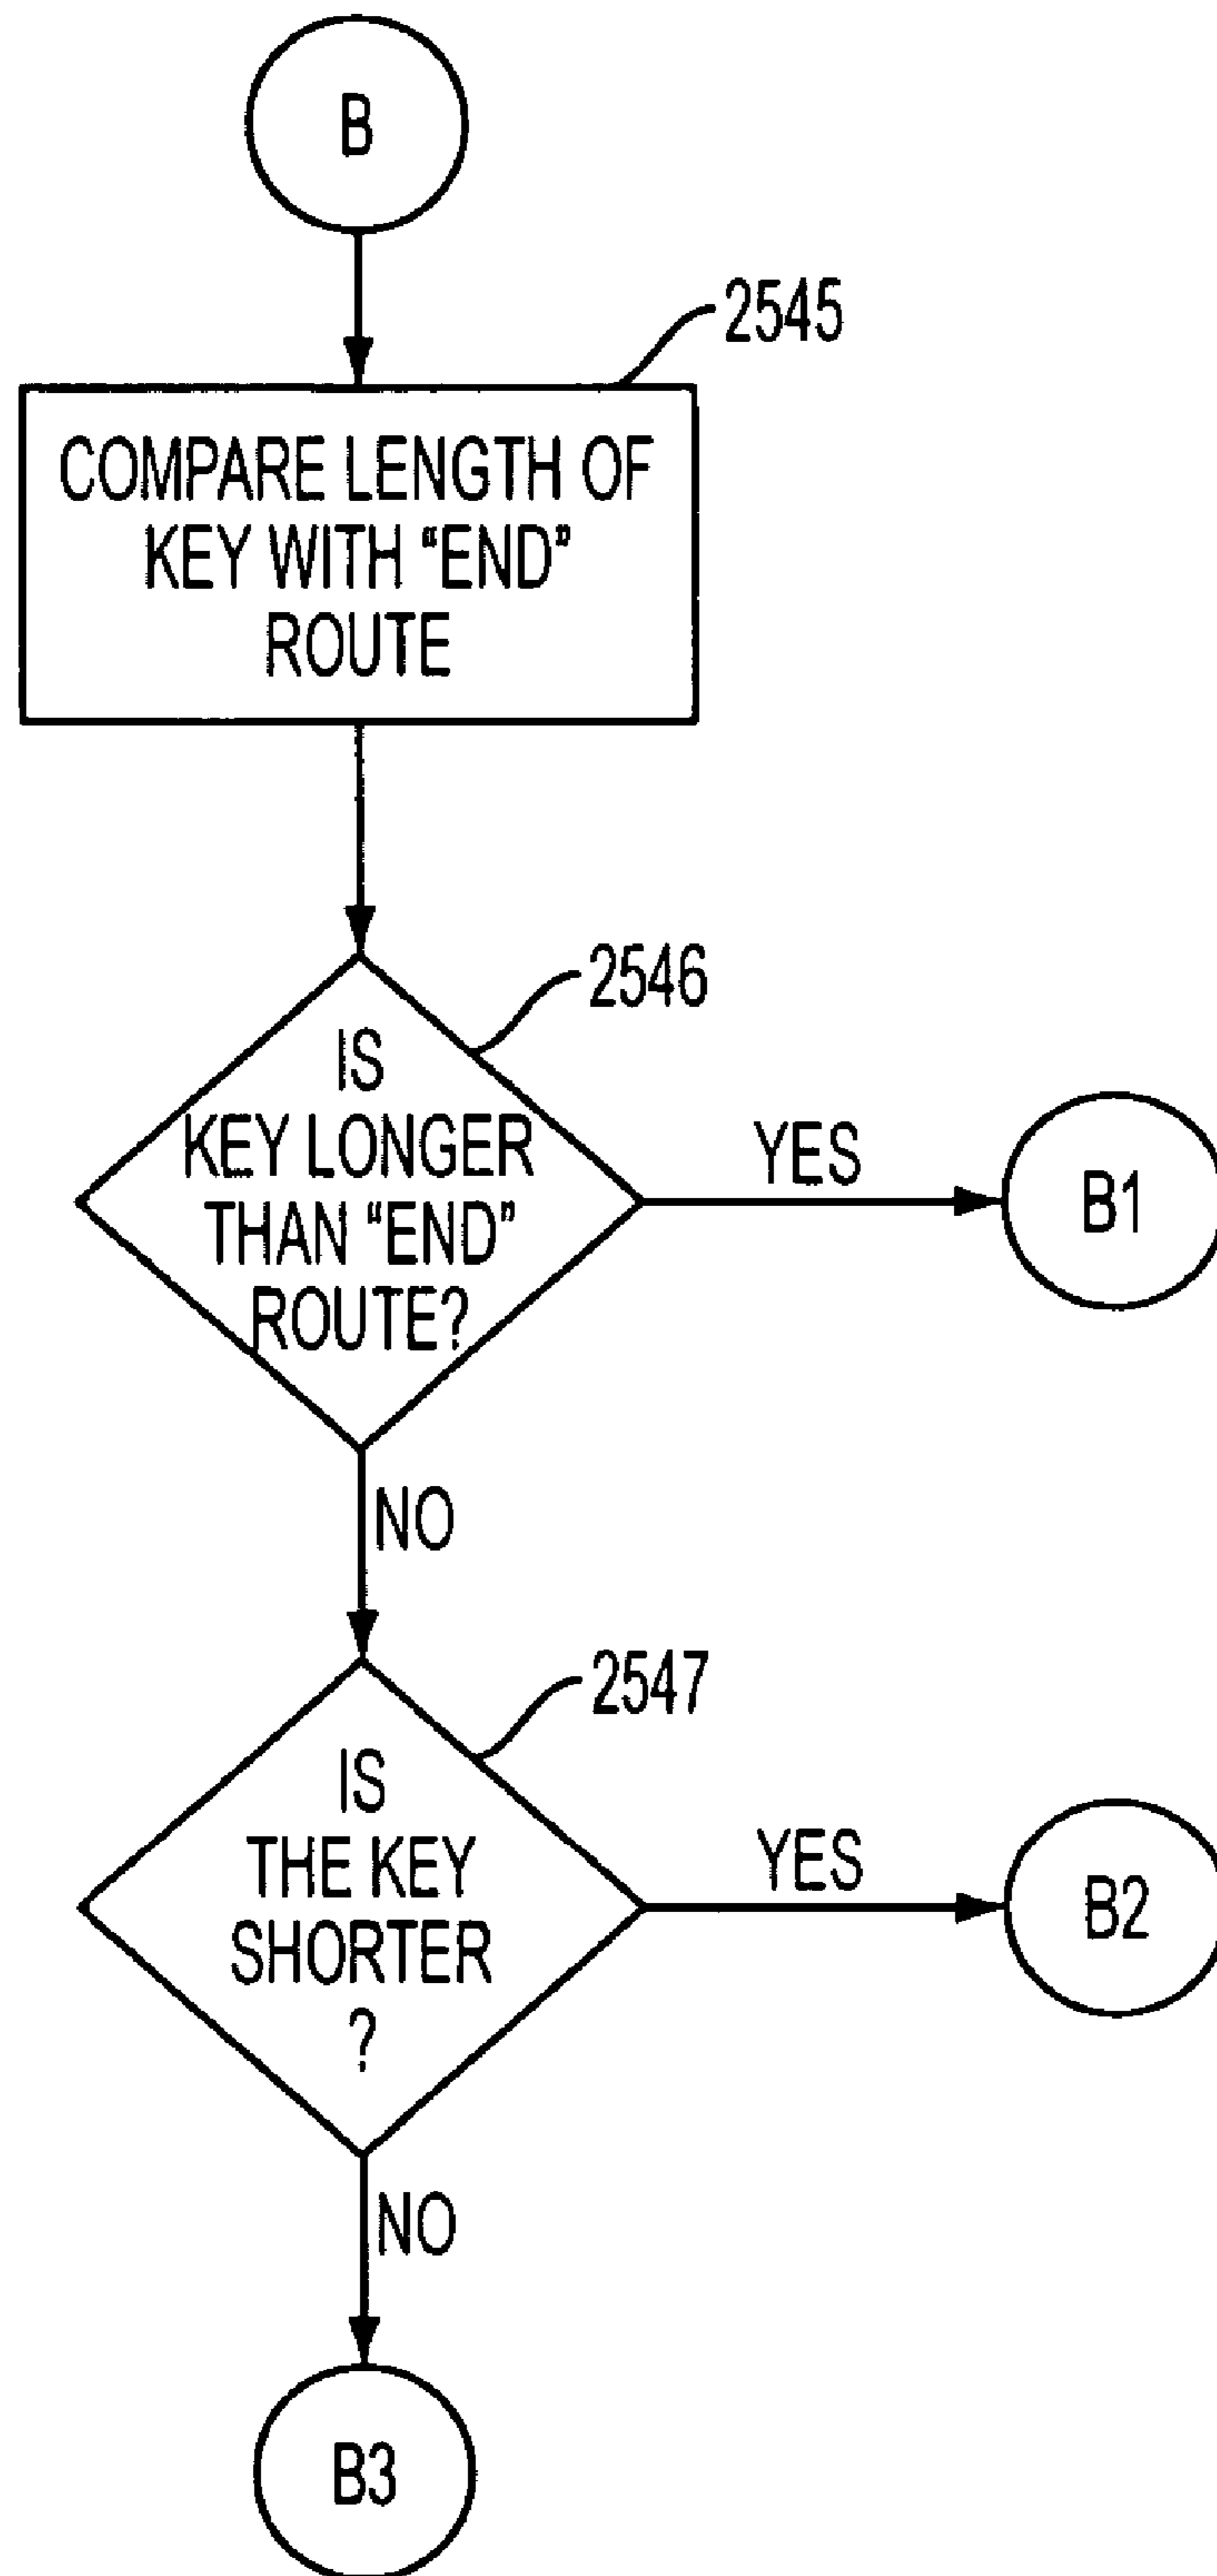 B
2545
COMPARE LENGTH OF
KEY WITH “END”
ROUTE
2546
IS
KEY LONGER
THAN “END”
ROUTE?
YES
B1
NO
2547
IS
THE KEY
SHORTER
?
YES
B2
NO
B3